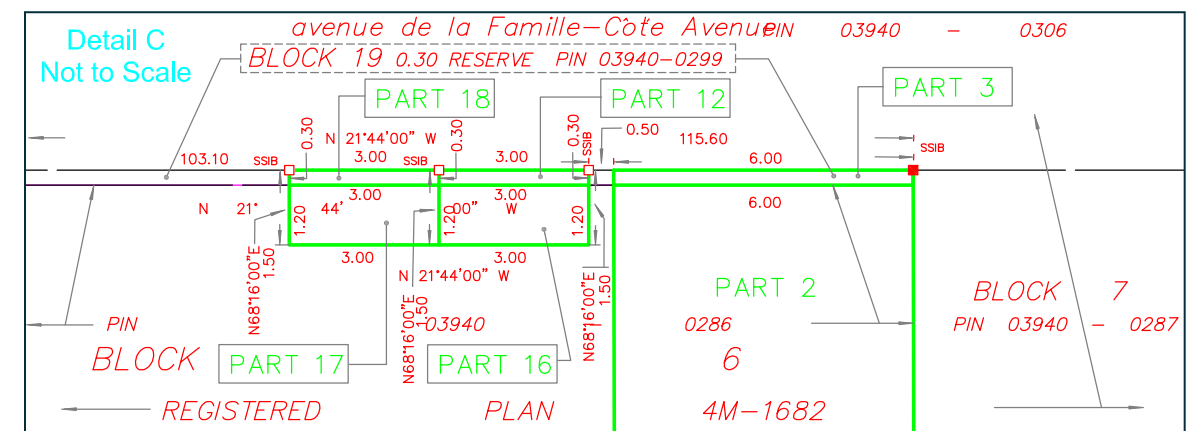 Detail C
Not to Scale
avenue de la Famille-Côte Avenue PIN 03940 - 0306
BLOCK 19 0.30 RESERVE PIN 03940-0299
PART 18
PART 12
PART 3
0.30
N 21°44'00" W
0.30
0.30
SSIB
0.50
115.60
SSIB
103.10
SSIB
3.00
SSIB
3.00
6.00
3.00
3.00
6.00
N 21° 44' 00" W
1.20
1.20
1.20
3.00
3.00
N 21°44'00" W
N68°16'00"E
1.50
N68°16'00"E
1.50
N68°16'00"E
1.50
PART 2
BLOCK 7
PIN 03940 - 0287
PIN 03940 0286
BLOCK 6
PART 17
PART 16
REGISTERED PLAN 4M-1682